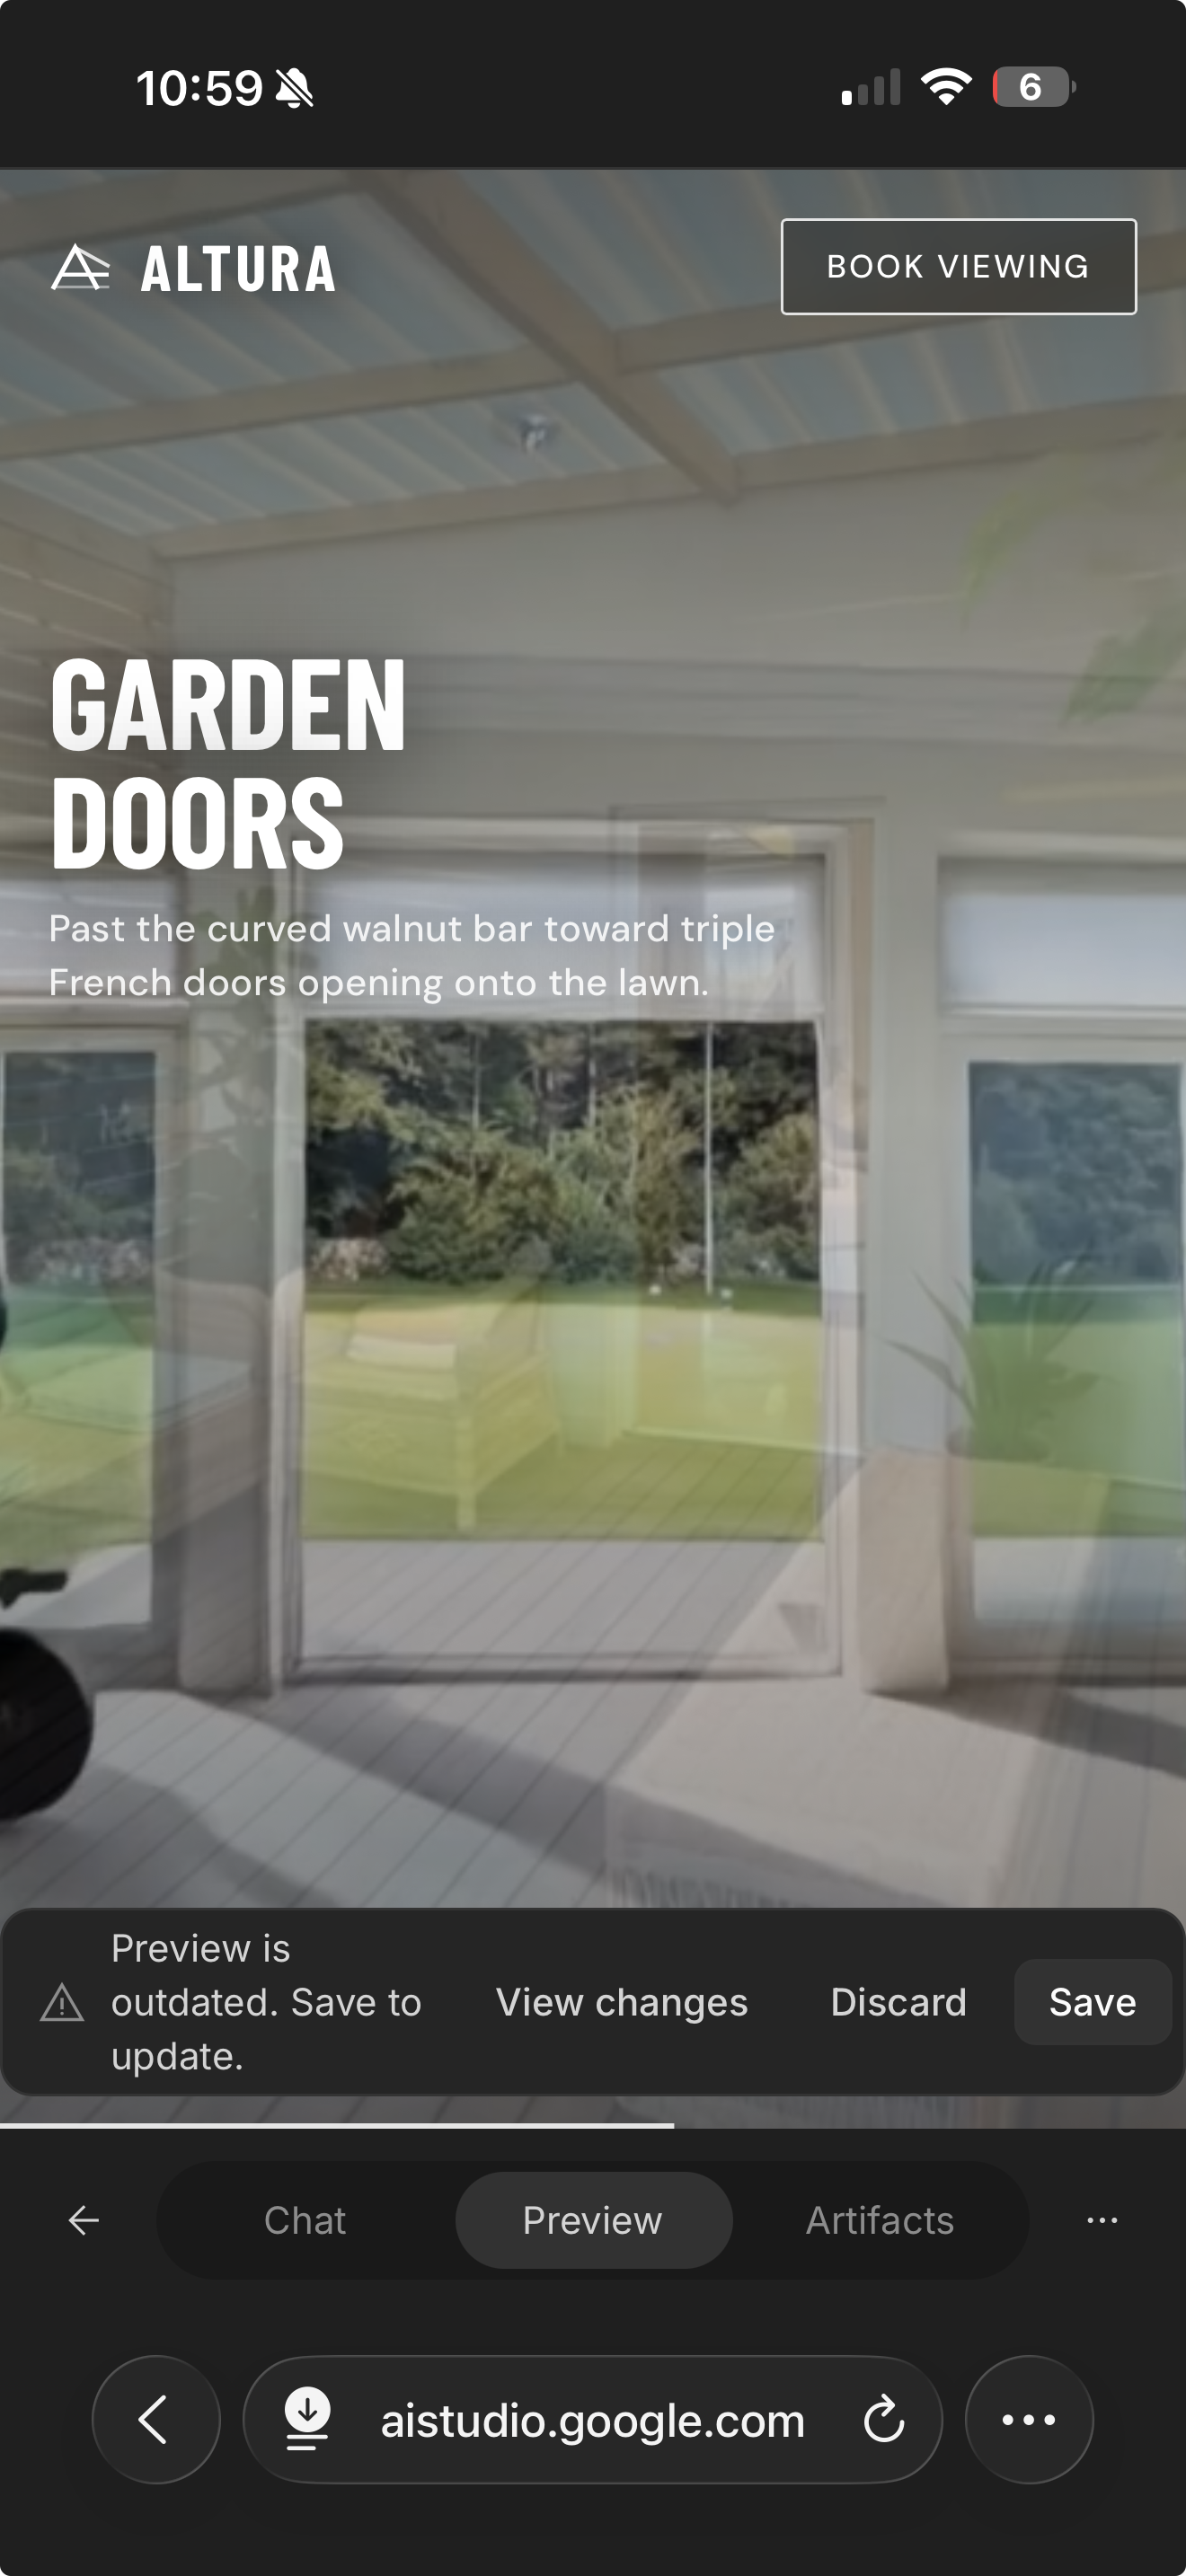 10:59
6
ALTURA
BOOK VIEWING
GARDEN
DOORS
Past the curved walnut bar toward triple
French doors opening onto the lawn.
Preview is
outdated. Save to
update.
View changes
Discard
Save
Chat
Preview
Artifacts
aistudio.google.com